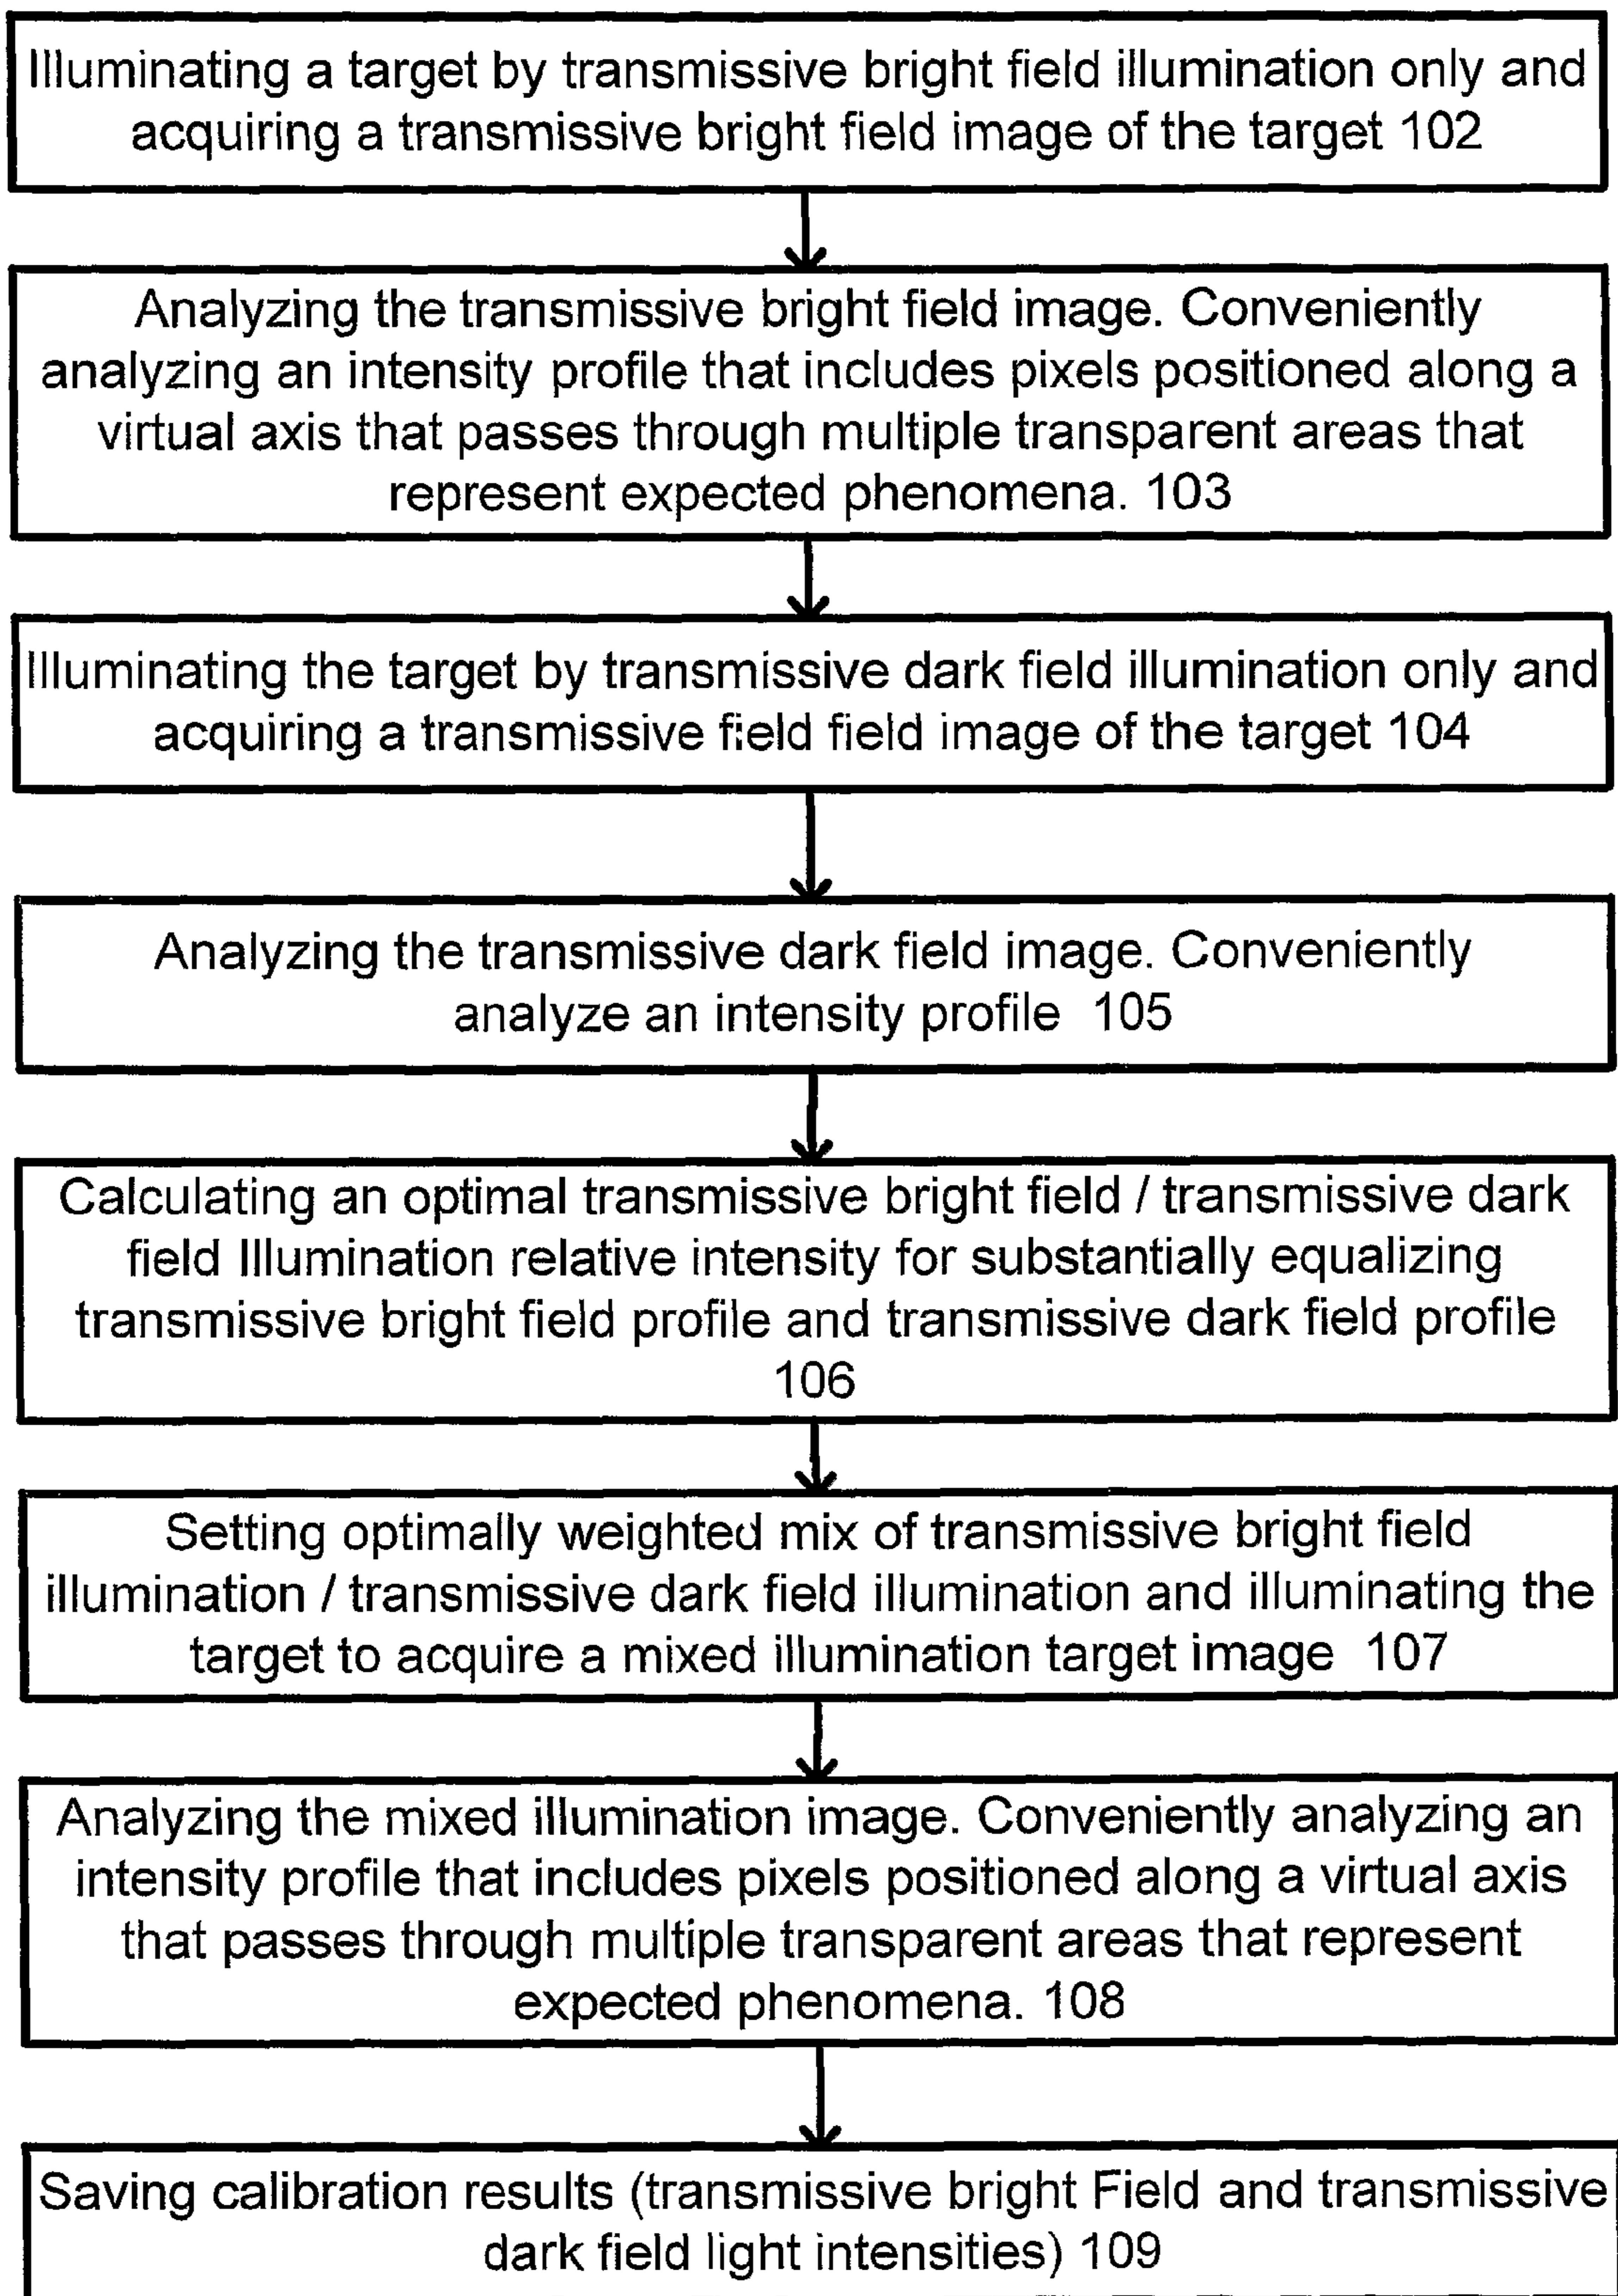 Illuminating a target by transmissive bright field illumination only and
acquiring a transmissive bright field image of the target 102
Analyzing the transmissive bright field image. Conveniently
analyzing an intensity profile that includes pixels positioned along a
virtual axis that passes through multiple transparent areas that
represent expected phenomena. 103
Illuminating the target by transmissive dark field illumination only and
acquiring a transmissive field field image of the target 104
Analyzing the transmissive dark field image. Conveniently
analyze an intensity profile 105
Calculating an optimal transmissive bright field / transmissive dark
field Illumination relative intensity for substantially equalizing
transmissive bright field profile and transmissive dark field profile
106
Setting optimally weighted mix of transmissive bright field
illumination / transmissive dark field illumination and illuminating the
target to acquire a mixed illumination target image 107
Analyzing the mixed illumination image. Conveniently analyzing an
intensity profile that includes pixels positioned along a virtual axis
that passes through multiple transparent areas that represent
expected phenomena. 108
Saving calibration results (transmissive bright Field and transmissive
dark field light intensities) 109